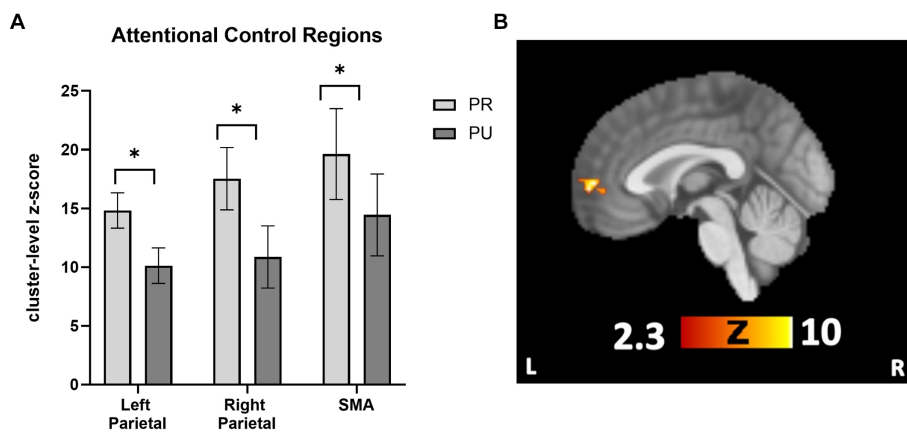 A
Attentional Control Regions
cluster-level z-score
25
20
15
10
5
0
*
*
*
Left
Parietal
Right
Parietal
SMA
PR
PU
B
2.3 Z 10
L R